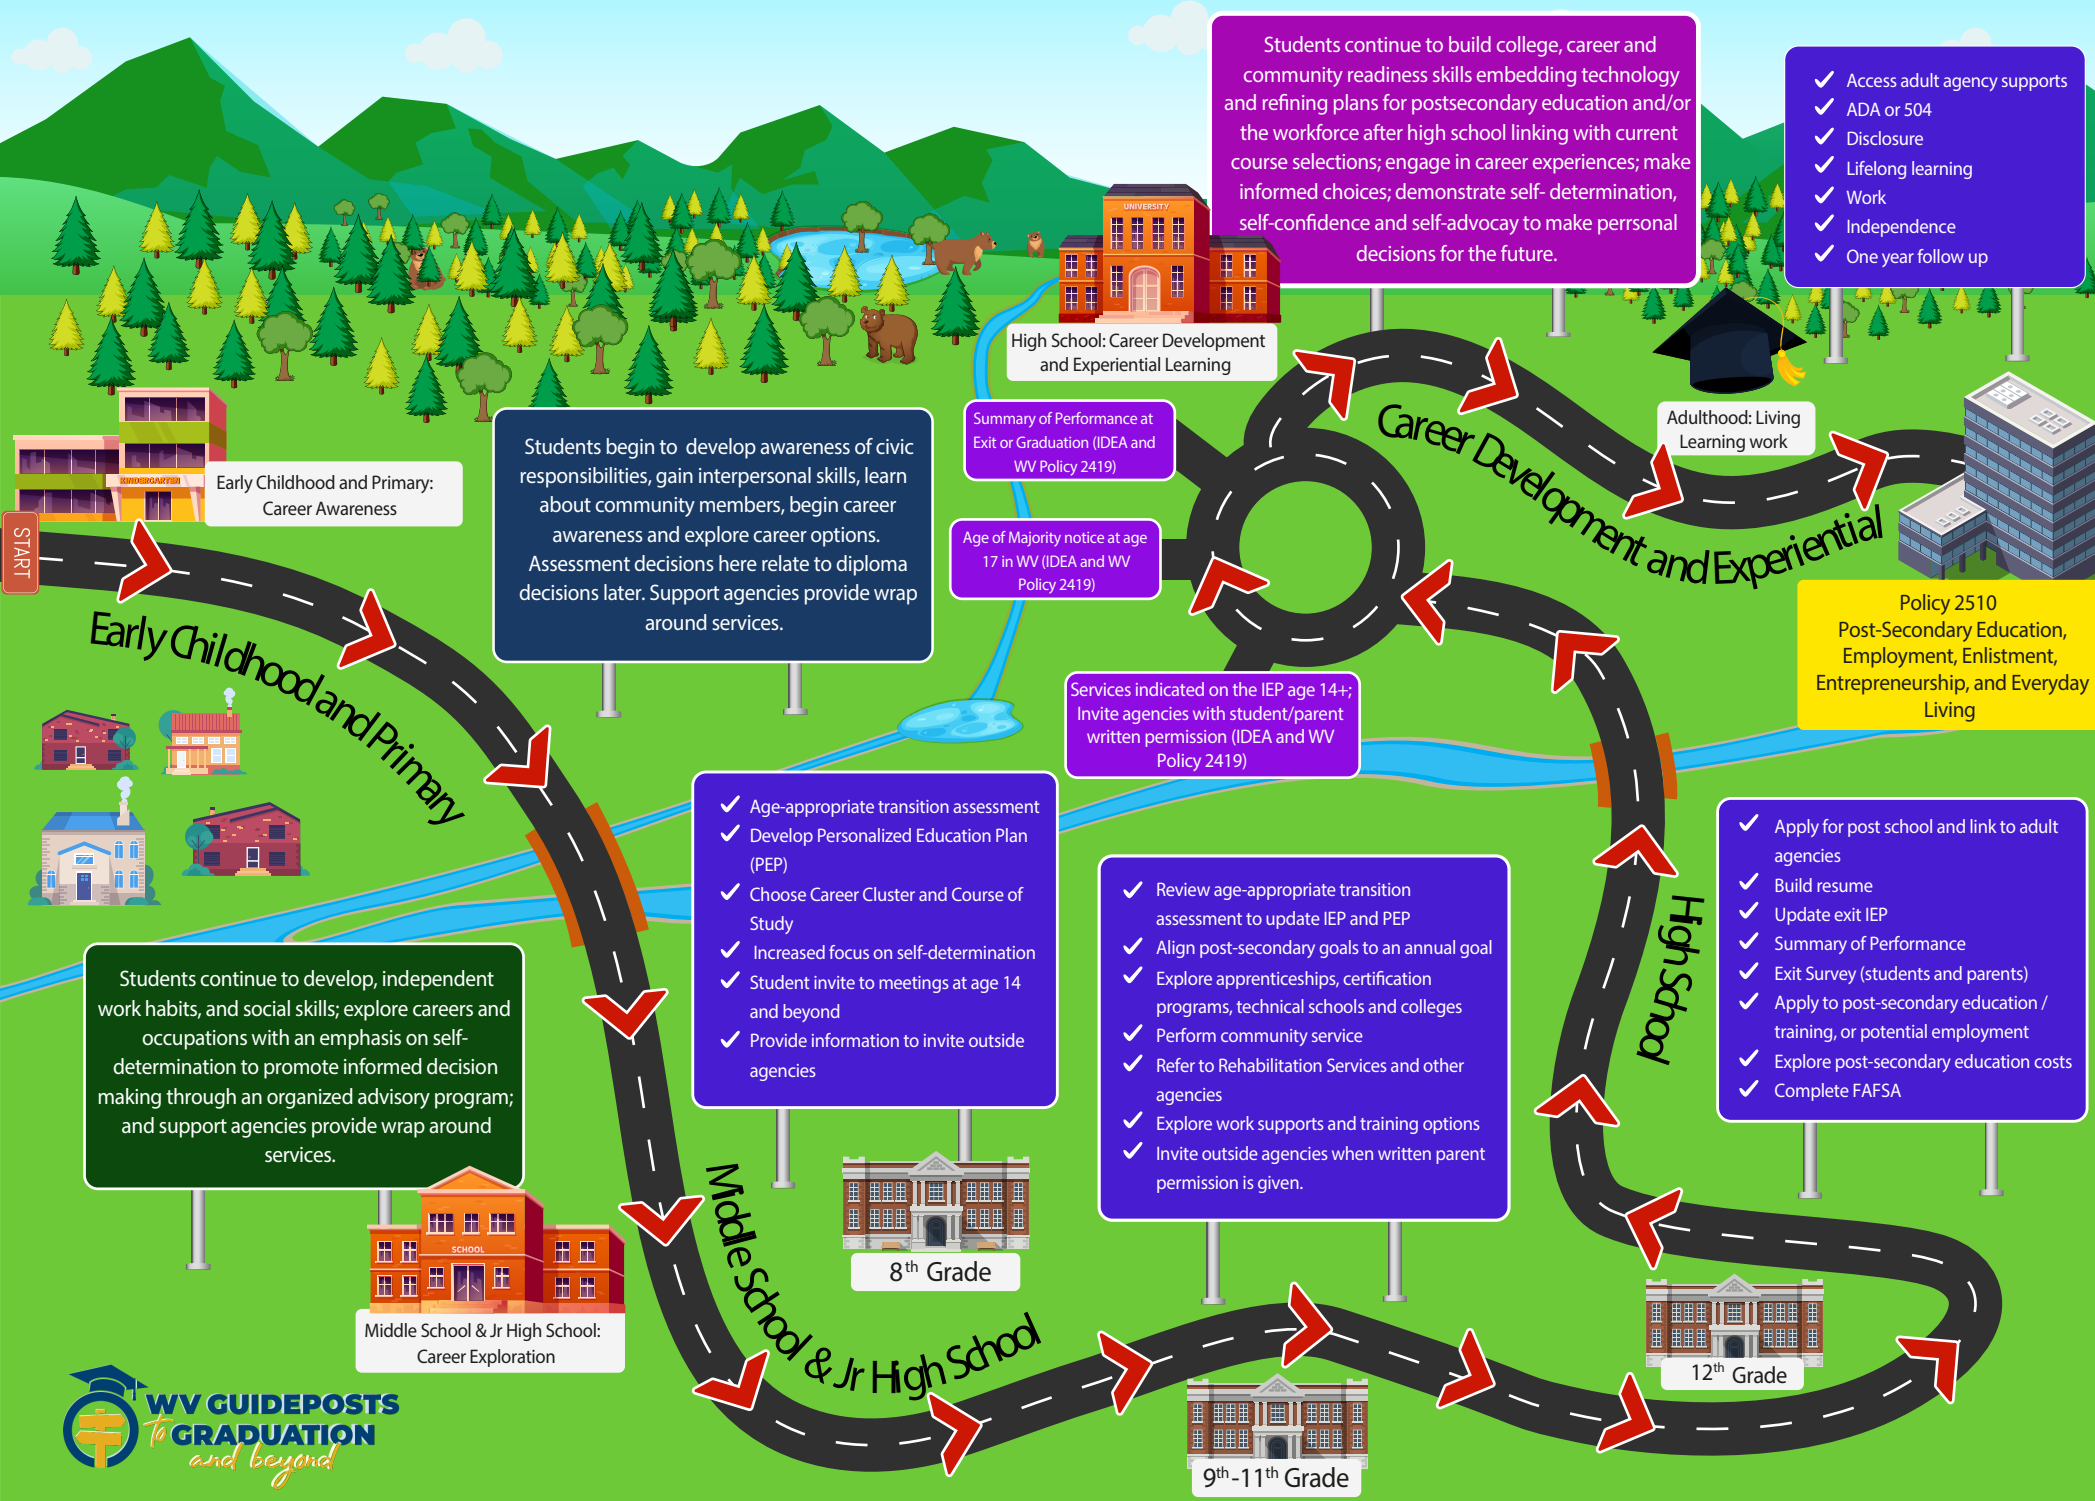 Students continue to build college, career and
community readiness skills embedding technology
and refining plans for postsecondary education and/or
the workforce after high school linking with current
course selections; engage in career experiences; make
informed choices; demonstrate self- determination,
self-confidence and self-advocay to make perrsonal
decisions for the future.
Access adult agency supports
ADA or 504
Disclosure
Lifelong learning
Work
Independence
One year follow up
UNIVERSITY
High School: Career Development
and Experiential Learning
KINDERGARTEN
Early Childhood and Primary:
Career Awareness
START
Early Childhood and Primary
Students begin to develop awareness of civic
responsibilities, gain interpersonal skills, learn
about community members, begin career
awareness and explore career options.
Assessment decisions here relate to diploma
decisions later. Support agencies provide wrap
around services.
Summary of Performance at
Exit or Graduation (IDEA and
WV Policy 2419)
Age of Majority notice at age
17 in WV (IDEA and WV
Policy 2419)
Services indicated on the IEP age 14+;
Invite agencies with student/parent
written permission (IDEA and WV
Policy 2419)
Career Development and Experiential
Adulthood: Living
Learning work
Policy 2510
Post-Secondary Education,
Employment, Enlistment,
Entrepreneurship, and Everyday
Living
Students continue to develop, independent
work habits, and social skills; explore careers and
occupations with an emphasis on self-
determination to promote informed decision
making through an organized advisory program;
and support agencies provide wrap around
services.
SCHOOL
Middle School & Jr High School:
Career Exploration
Age-appropriate transition assessment
Develop Personalized Education Plan
(PEP)
Choose Career Cluster and Course of
Study
Increased focus on self-determination
Student invite to meetings at age 14
and beyond
Provide information to invite outside
agencies
8th Grade
Middle School & Jr High School
Review age-appropriate transition
assessment to update IEP and PEP
Align post-secondary goals to an annual goal
Explore apprenticeships, certification
programs, technical schools and colleges
Perform community service
Refer to Rehabilitation Services and other
agencies
Explore work supports and training options
Invite outside agencies when written parent
permission is given.
9th-11th Grade
High School
Apply for post school and link to adult
agencies
Build resume
Update exit IEP
Summary of Performance
Exit Survey (students and parents)
Apply to post-secondary education /
training, or potential employment
Explore post-secondary education costs
Complete FAFSA
12th Grade
WV GUIDEPOSTS
to GRADUATION
and beyond